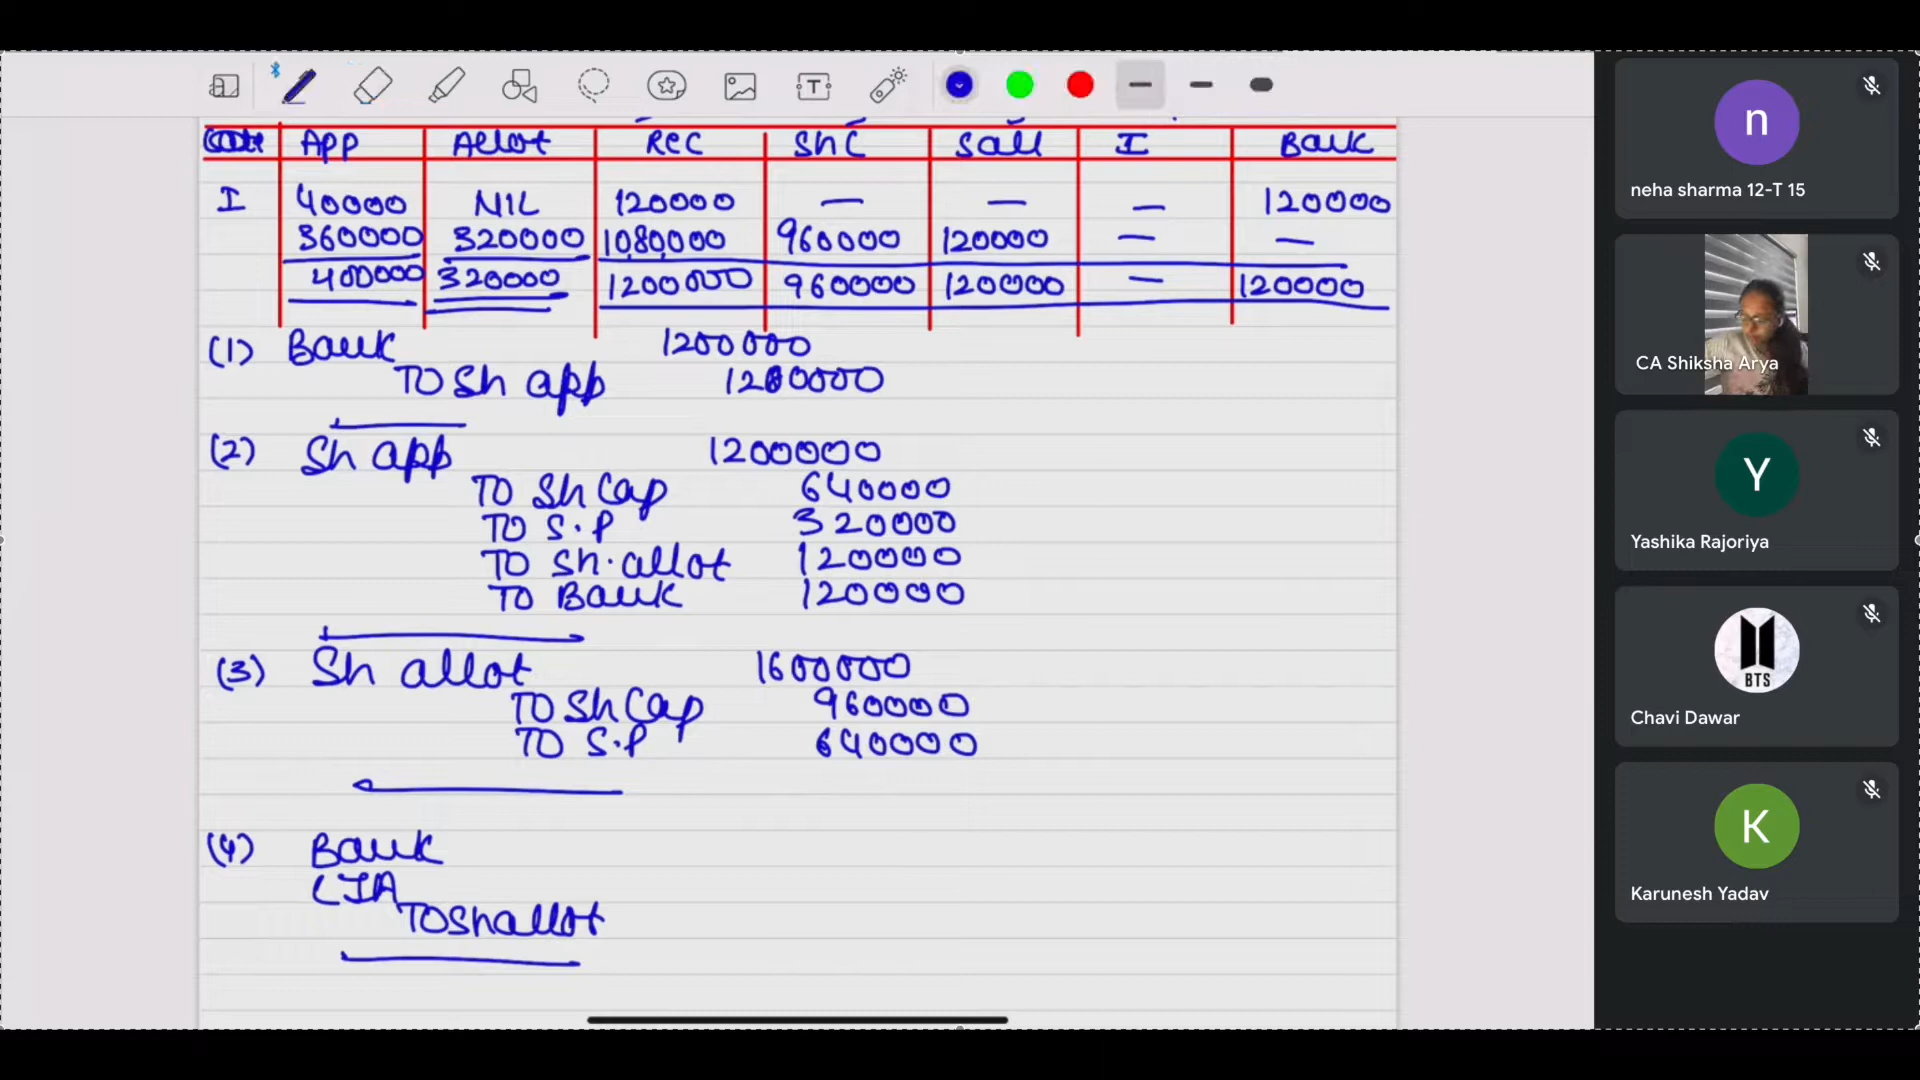 Cate App Allot Rec Sh C Sall I Bank
I 40000 NIL 120000 — — — 120000
360000 320000 1080000 960000 120000 — —
400000 320000 1200000 960000 120000 — 120000
(1) Bank 1200000
TO Sh app 1200000
(2) Sh app 1200000
TO Sh Cap 640000
TO S.P 320000
TO Sh.allot 120000
TO Bank 120000
(3) Sh allot 1600000
TO Sh Cap 960000
TO S.P 640000
(4) Bank
CIA
TO Sh allot
T
n
neha sharma 12-T 15
CA Shiksha Arya
Y
Yashika Rajoriya
BTS
Chavi Dawar
K
Karunesh Yadav